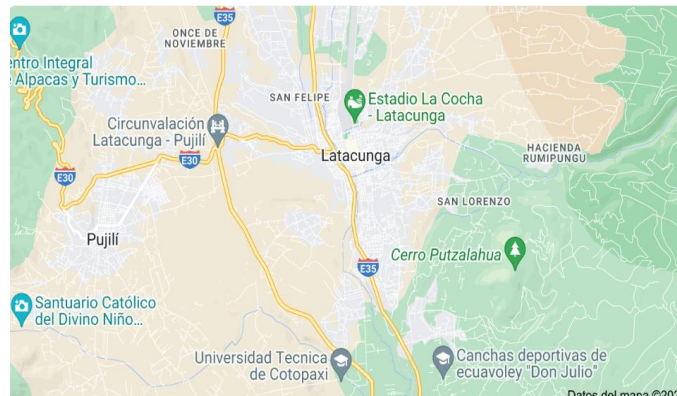 E35
ONCE DE
NOVIEMBRE
entro Integral
Alpacas y Turismo...
SAN FELIPE
Estadio La Cocha
- Latacunga
Circunvalación
Latacunga - Pujilí
E30
Latacunga
HACIENDA
RUMIPUNGU
E30
SAN LORENZO
Pujilí
Cerro Putzalahua
E35
Santuario Católico
del Divino Niño...
Universidad Tecnica
de Cotopaxi
Canchas deportivas de
ecuavoley "Don Julio"
Datos del mapa ©202